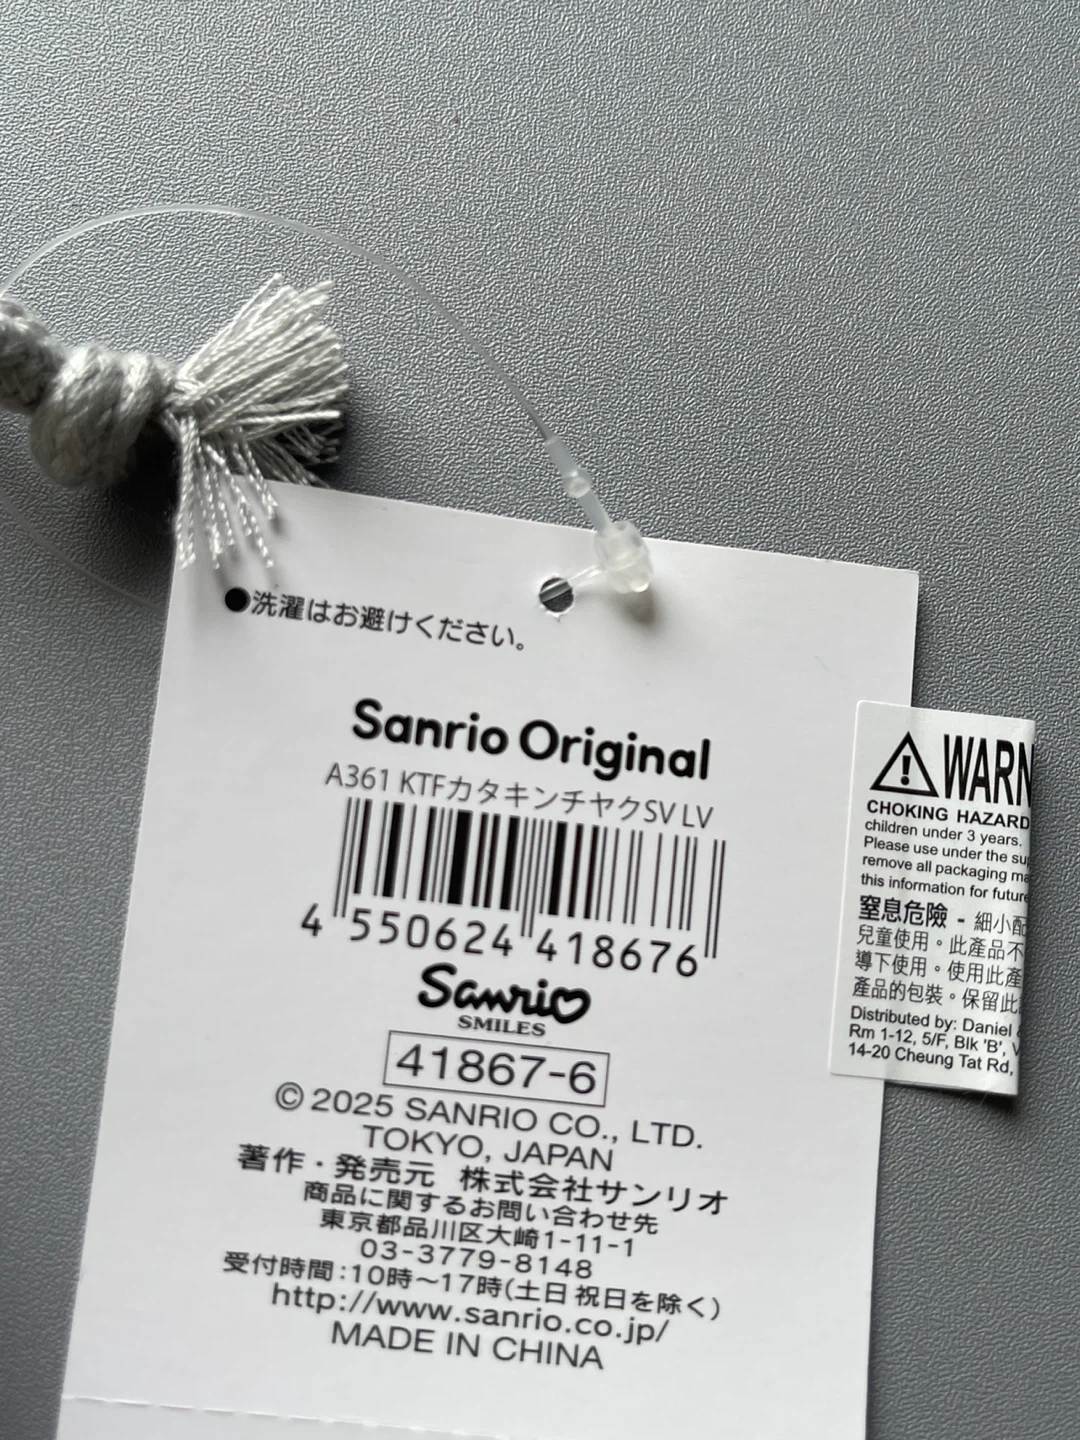 ●洗濯はお避けください。
Sanrio Original
A361 KTFカタキンチヤクSV LV
4 550624 418676
Sanrio
SMILES
41867-6
© 2025 SANRIO CO., LTD.
TOKYO, JAPAN
著作・発売元 株式会社サンリオ
商品に関するお問い合わせ先
東京都品川区大崎1-11-1
03-3779-8148
受付時間:10時～17時(土日祝日を除く)
http://www.sanrio.co.jp/
MADE IN CHINA
WARN
CHOKING HAZARD
children under 3 years.
Please use under the su
remove all packaging ma
this information for future
窒息危險 - 細小配
兒童使用。此產品不
導下使用。使用此產
產品的包裝。保留此
Distributed by: Daniel
Rm 1-12, 5/F, Blk 'B', V
14-20 Cheung Tat Rd,